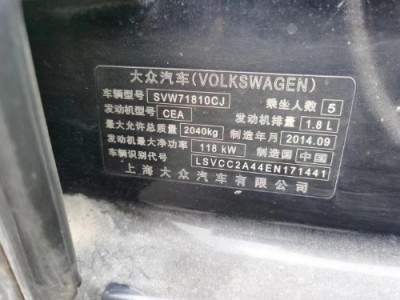 大众汽车(VOLKSWAGEN)
车辆型号 SVW71810CJ 乘坐人数 5
发动机型号 CEA 发动机排量 1.8 L
最大允许总质量 2040kg 制造年月 2014.09
发动机最大净功率 118 kW 制造国 中国
车辆识别代号 LSVCC2A44EN171441
上海大众汽车有限公司